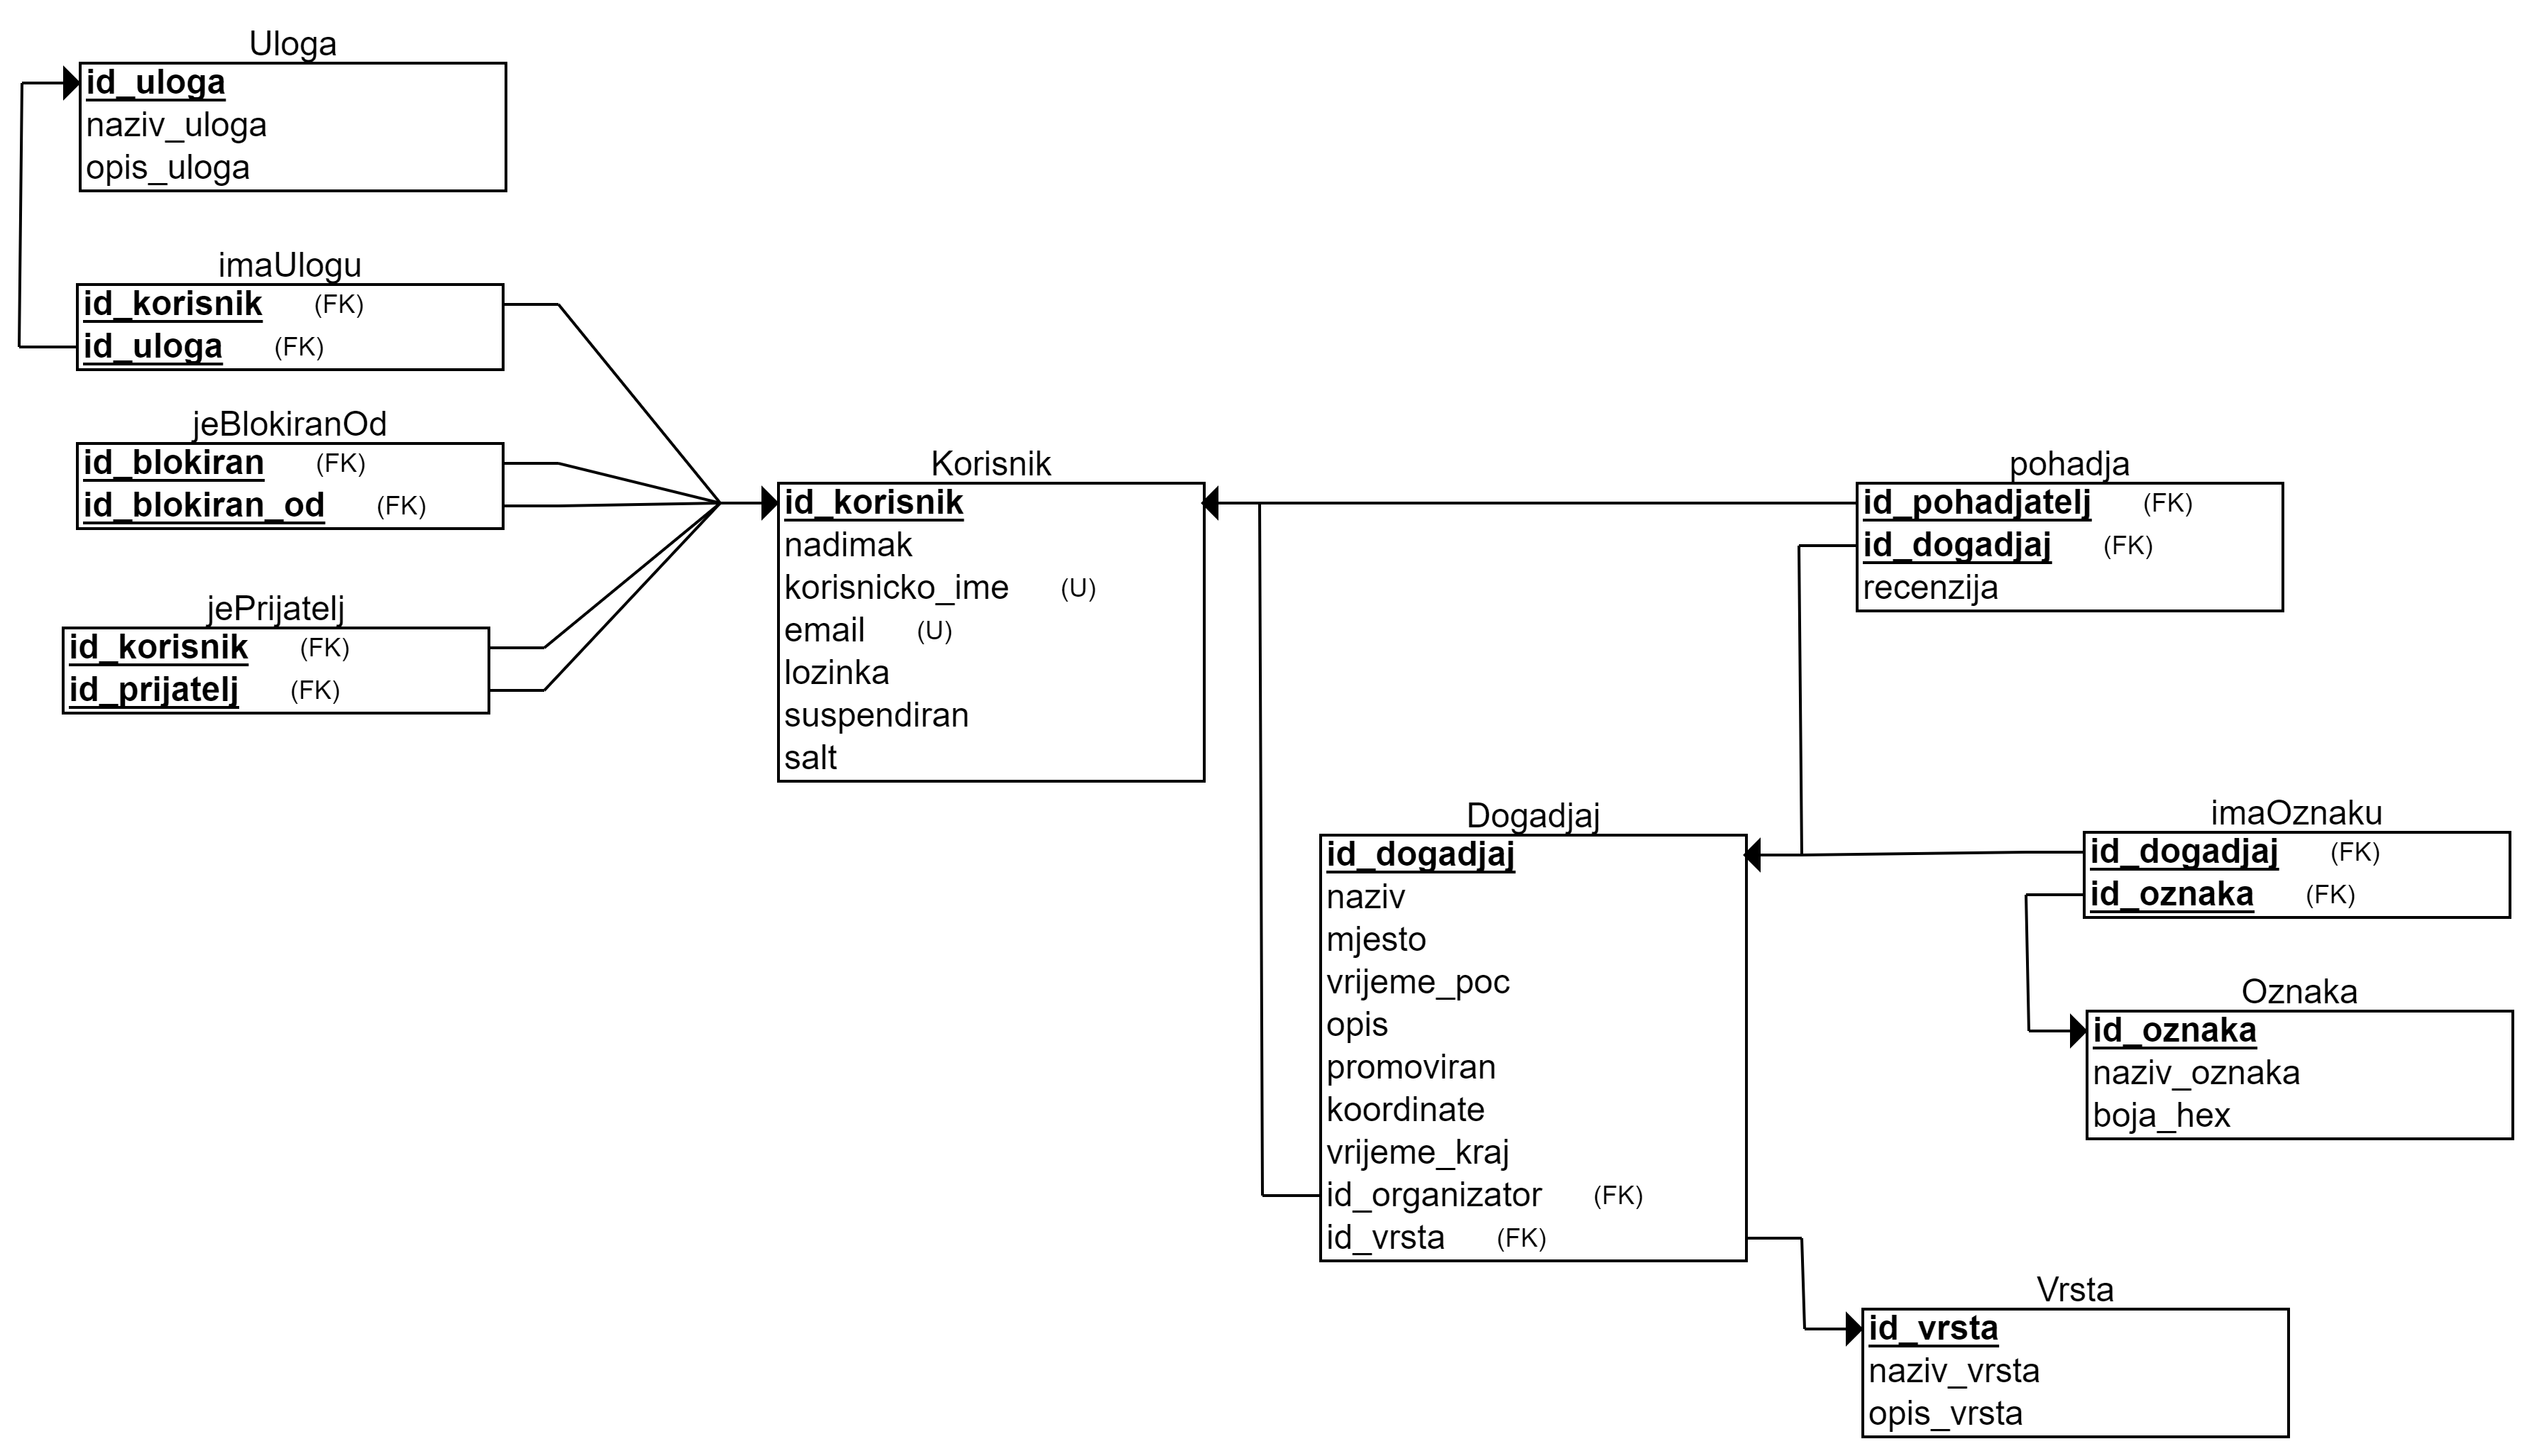 Uloga
id_uloga
naziv_uloga
opis_uloga
imaUlogu
id_korisnik (FK)
id_uloga (FK)
jeBlokiranOd
id_blokiran (FK)
id_blokiran_od (FK)
jePrijatelj
id_korisnik (FK)
id_prijatelj (FK)
Korisnik
id_korisnik
nadimak
korisnicko_ime (U)
email (U)
lozinka
suspendiran
salt
pohadja
id_pohadjatelj (FK)
id_dogadjaj (FK)
recenzija
Dogadjaj
id_dogadjaj
naziv
mjesto
vrijeme_poc
opis
promoviran
koordinate
vrijeme_kraj
id_organizator (FK)
id_vrsta (FK)
imaOznaku
id_dogadjaj (FK)
id_oznaka (FK)
Oznaka
id_oznaka
naziv_oznaka
boja_hex
Vrsta
id_vrsta
naziv_vrsta
opis_vrsta